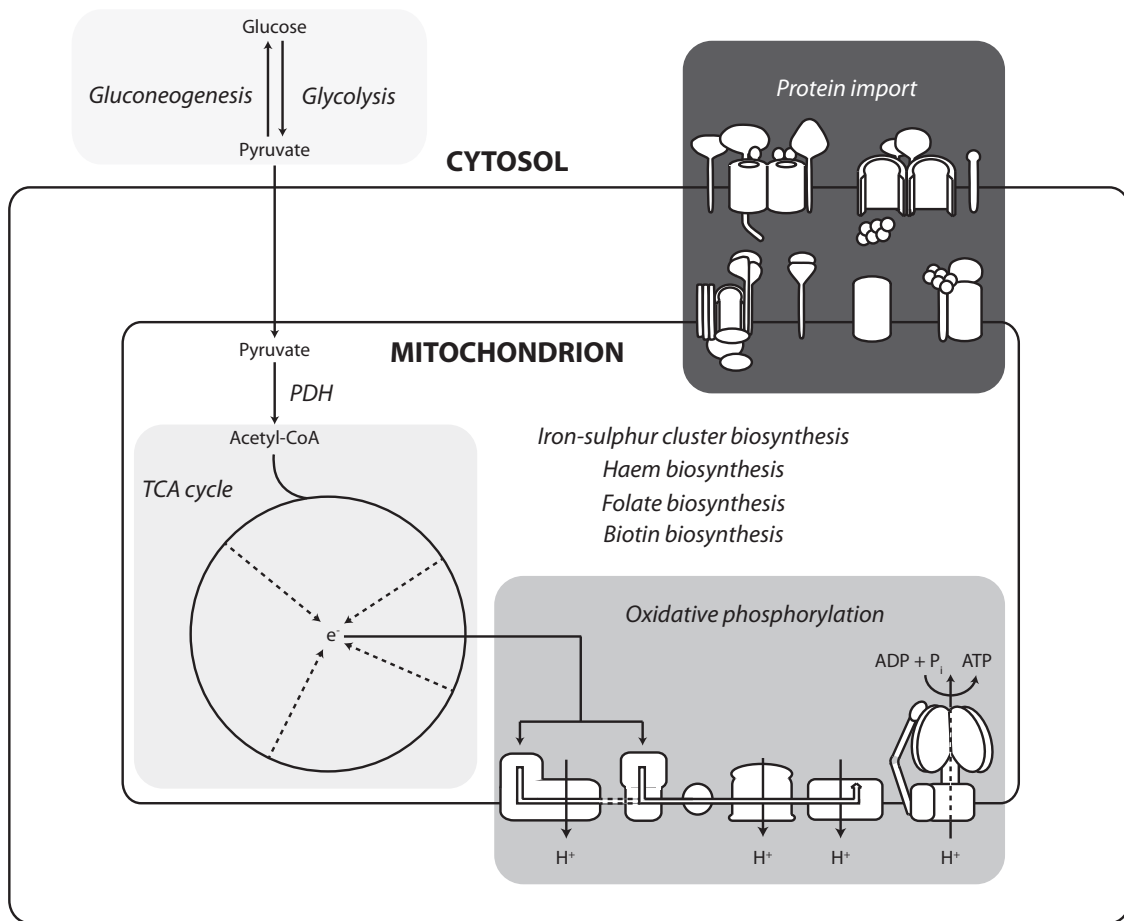 Glucose
Gluconeogenesis
Glycolysis
Pyruvate
CYTOSOL
Protein import
Pyruvate
MITOCHONDRION
PDH
Acetyl-CoA
TCA cycle
Iron-sulphur cluster biosynthesis
Haem biosynthesis
Folate biosynthesis
Biotin biosynthesis
Oxidative phosphorylation
e⁻
ADP + Pᵢ
ATP
H⁺
H⁺
H⁺
H⁺